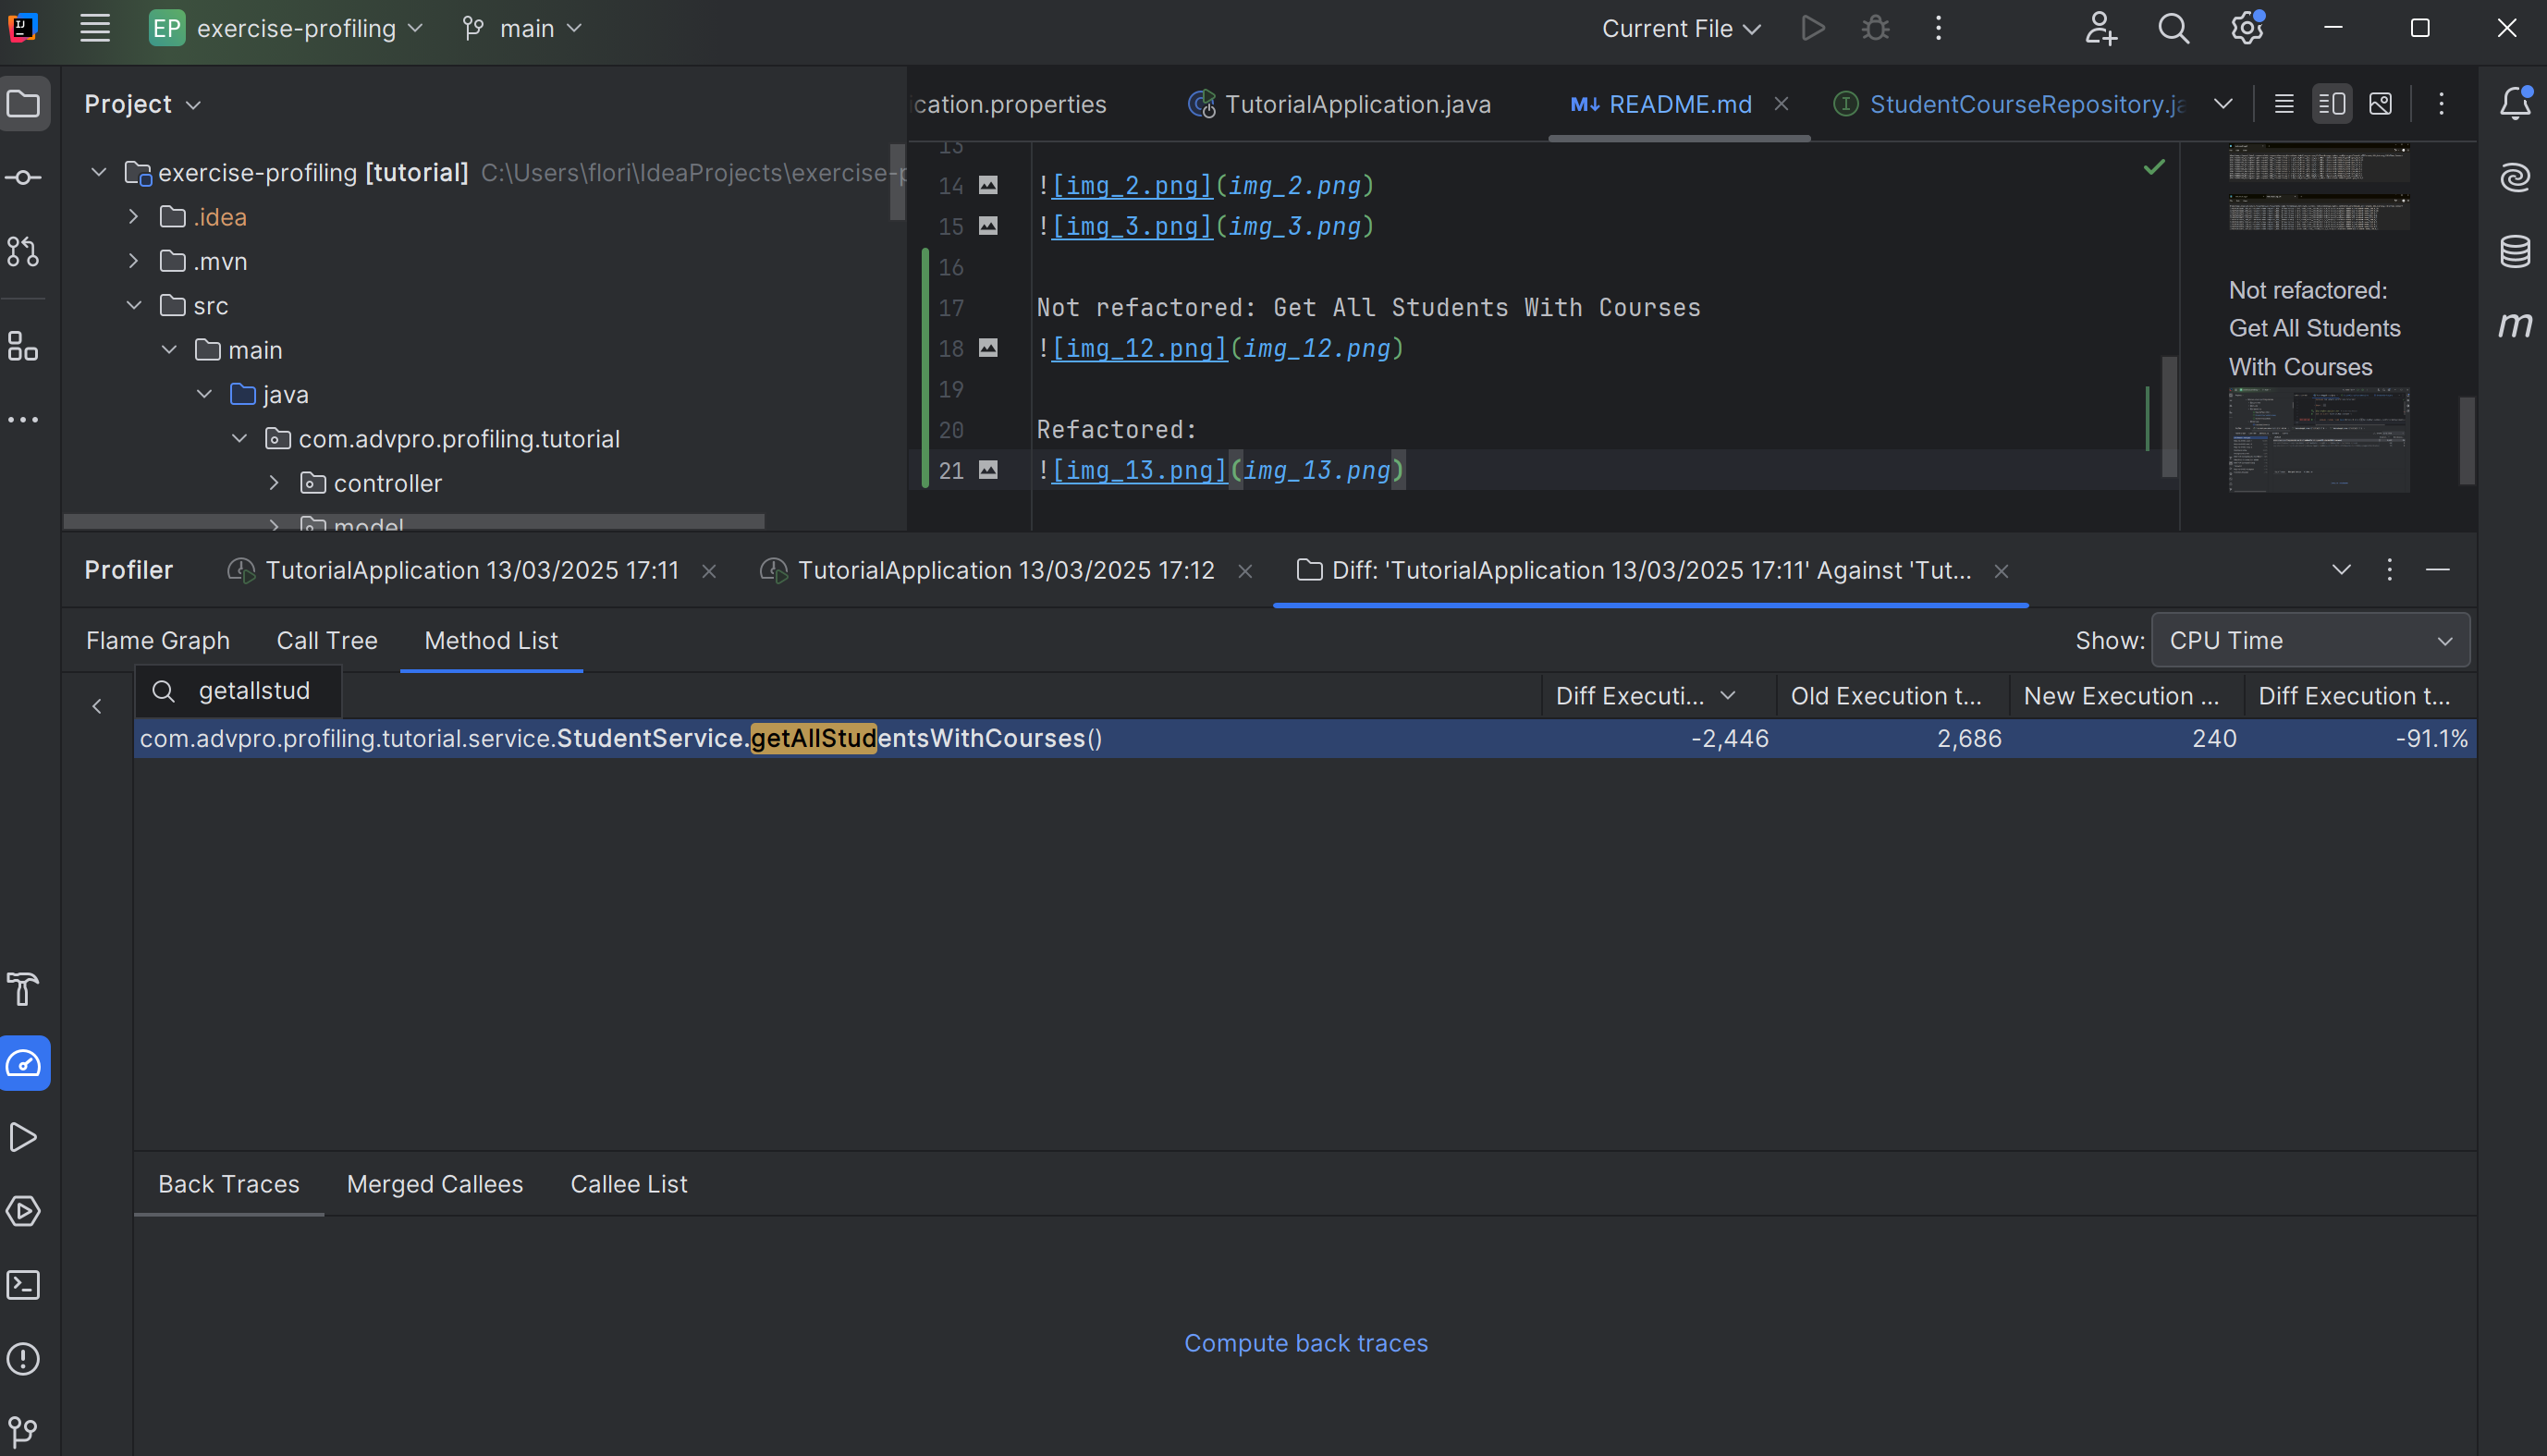 EP exercise-profiling main Current File
Project
cation.properties TutorialApplication.java M↓ README.md StudentCourseRepository.ja
exercise-profiling [tutorial] C:\Users\flori\IdeaProjects\exercise-p
.idea
.mvn
src
main
java
com.advpro.profiling.tutorial
controller
model
13
14 ![img_2.png](img_2.png)
15 ![img_3.png](img_3.png)
16
17 Not refactored: Get All Students With Courses
18 ![img_12.png](img_12.png)
19
20 Refactored:
21 ![img_13.png](img_13.png)
Not refactored:
Get All Students
With Courses
m
Profiler TutorialApplication 13/03/2025 17:11 TutorialApplication 13/03/2025 17:12 Diff: 'TutorialApplication 13/03/2025 17:11' Against 'Tut...
Flame Graph Call Tree Method List Show: CPU Time
getallstud Diff Executi... Old Execution t... New Execution ... Diff Execution t...
com.advpro.profiling.tutorial.service.StudentService.getAllStudentsWithCourses() -2,446 2,686 240 -91.1%
Back Traces Merged Callees Callee List
Compute back traces